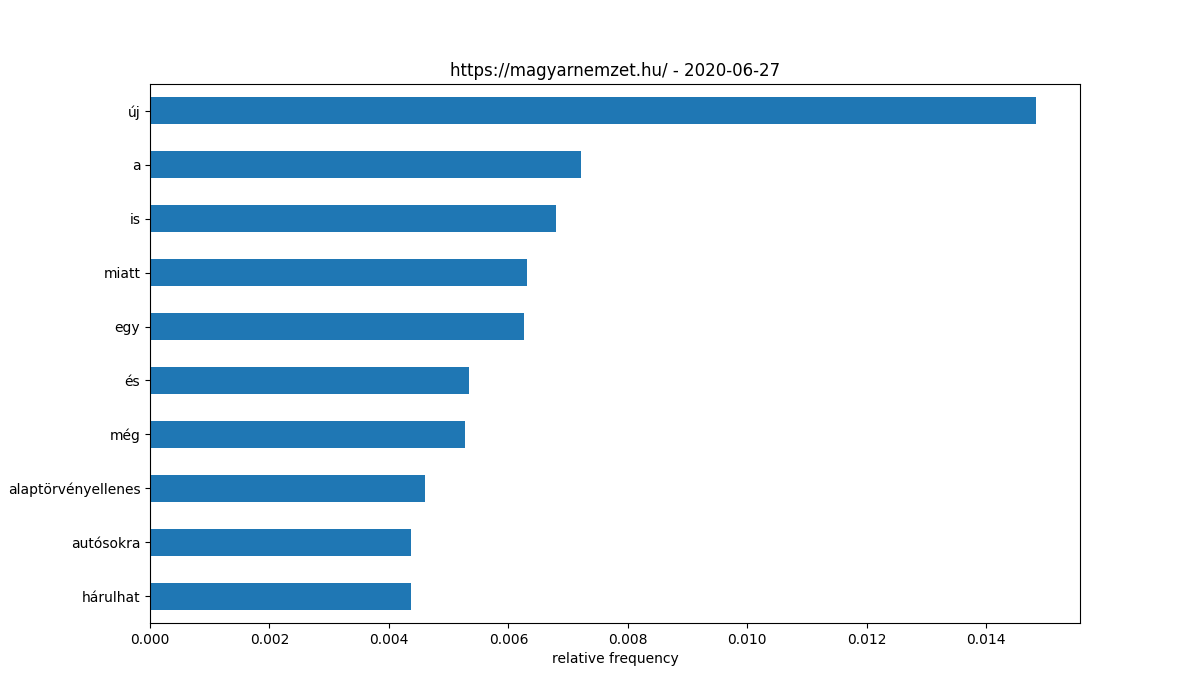 https://magyarnemzet.hu/ - 2020-06-27
új
a
is
miatt
egy
és
még
alaptörvényellenes
autósokra
hárulhat
0.000 0.002 0.004 0.006 0.008 0.010 0.012 0.014
relative frequency